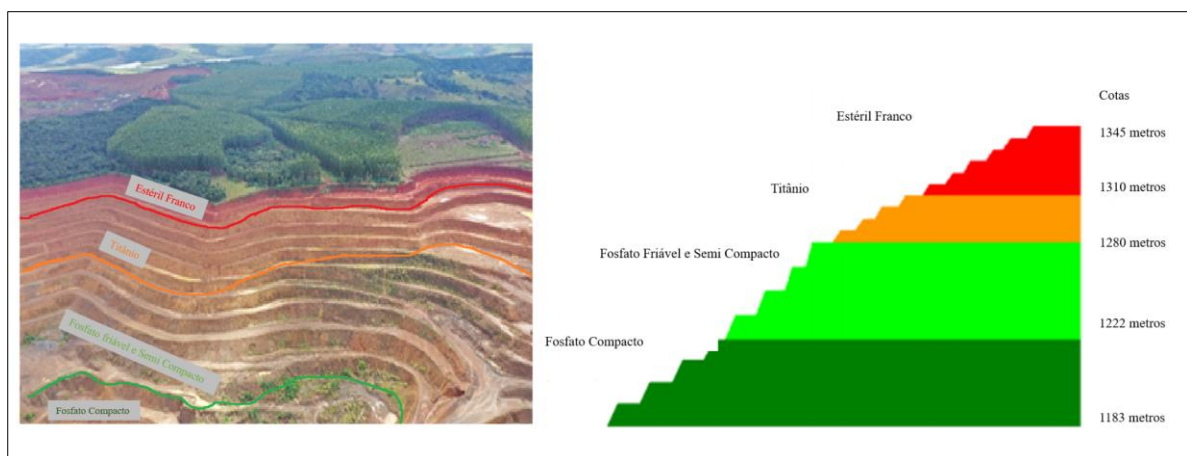 Estéril Franco
Titânio
Fosfato friável e Semi Compacto
Fosfato Compacto
Cotas
Estéril Franco
1345 metros
Titânio
1310 metros
Fosfato Friável e Semi Compacto
1280 metros
Fosfato Compacto
1222 metros
1183 metros